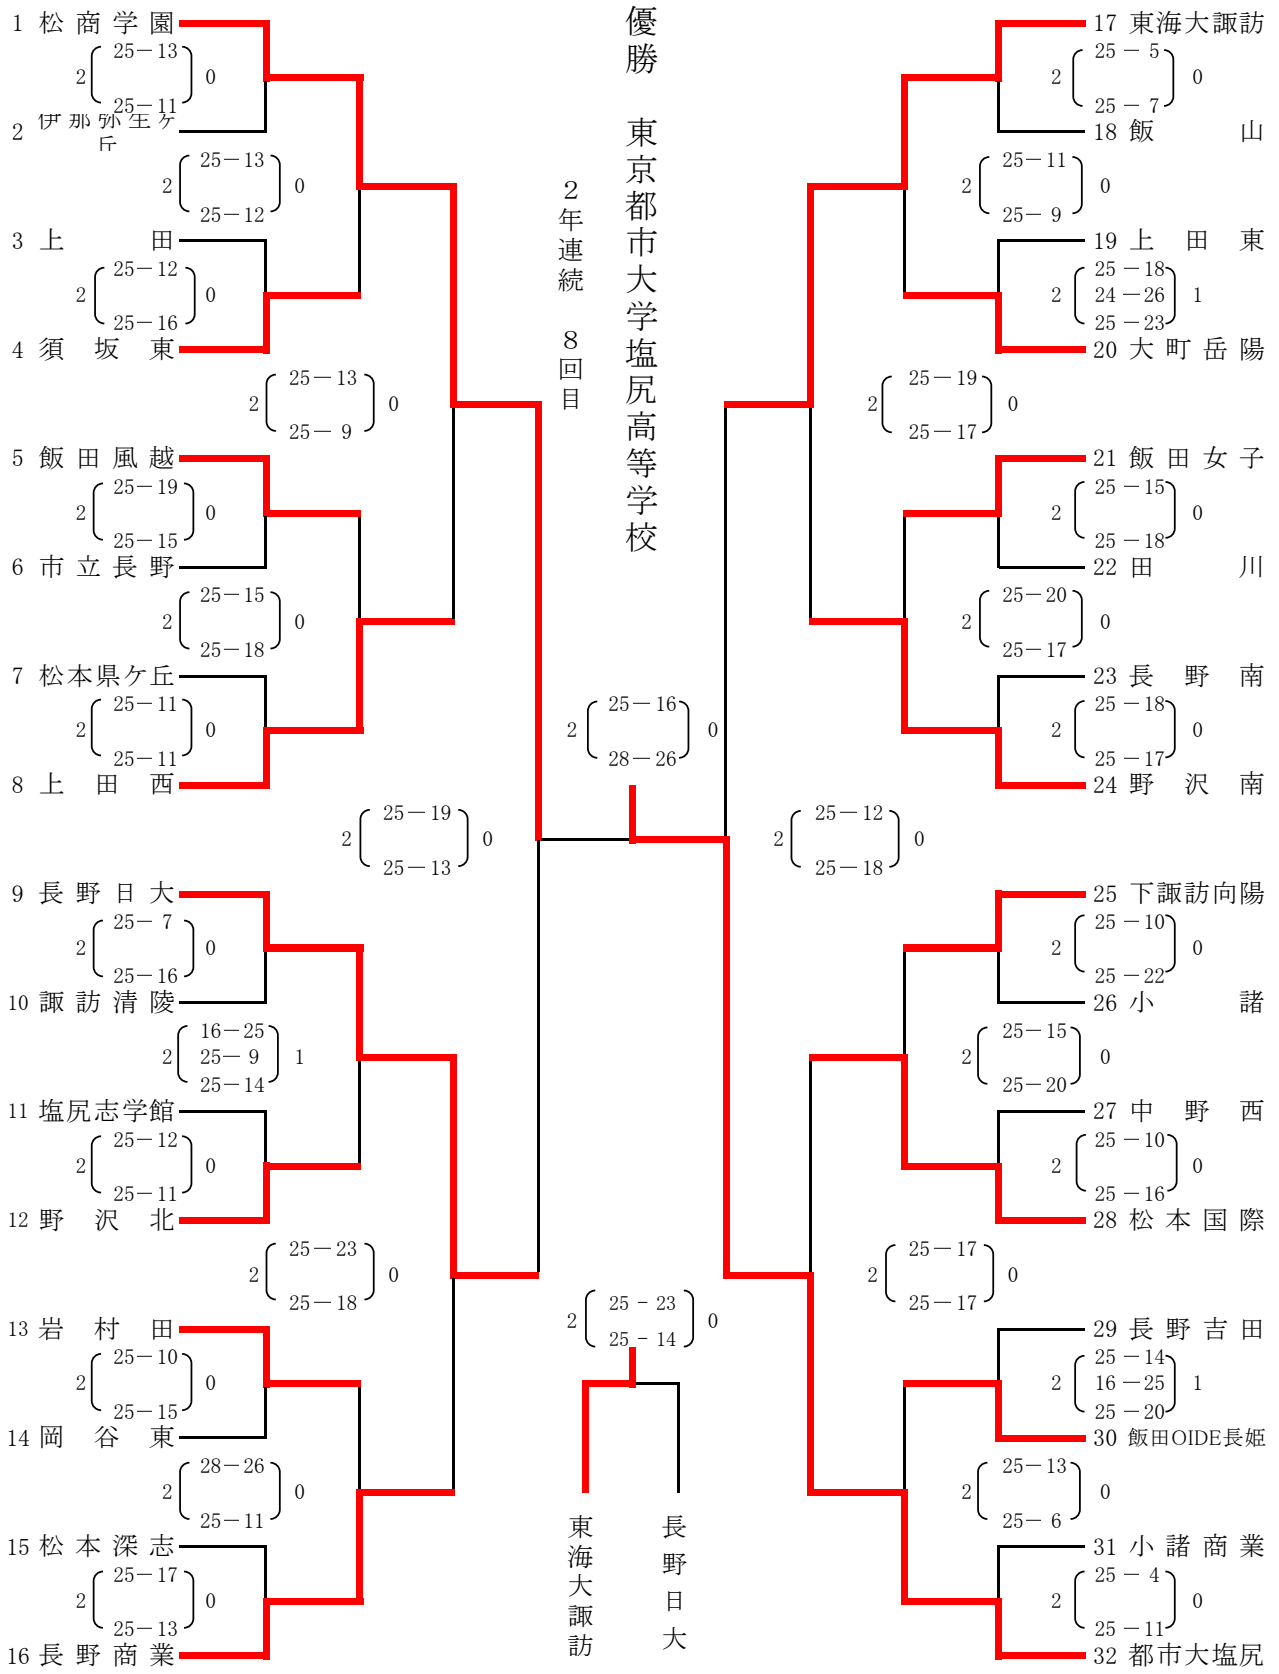 優勝　東京都市大学塩尻高等学校
２年連続　８回目
1 松商学園
2 (25－13 25－11) 0
2 伊那弥生ヶ丘
2 (25－13 25－12) 0
3 上田
2 (25－12 25－16) 0
4 須坂東
2 (25－13 25－ 9) 0
5 飯田風越
2 (25－19 25－15) 0
6 市立長野
2 (25－15 25－18) 0
7 松本県ケ丘
2 (25－11 25－11) 0
8 上田西
2 (25－19 25－13) 0
9 長野日大
2 (25－ 7 25－16) 0
10 諏訪清陵
2 (16－25 25－ 9 25－14) 1
11 塩尻志学館
2 (25－12 25－11) 0
12 野沢北
2 (25－23 25－18) 0
13 岩村田
2 (25－10 25－15) 0
14 岡谷東
2 (28－26 25－11) 0
15 松本深志
2 (25－17 25－13) 0
16 長野商業
2 (25－16 28－26) 0
2 (25 - 23 25 - 14) 0
東海大諏訪
長野日大
17 東海大諏訪
2 (25 － 5 25 － 7) 0
18 飯山
2 (25－11 25－ 9) 0
19 上田東
2 (25 －18 24 －26 25 －23) 1
20 大町岳陽
2 (25－19 25－17) 0
21 飯田女子
2 (25 －15 25 －18) 0
22 田川
2 (25－20 25－17) 0
23 長野南
2 (25 －18 25 －17) 0
24 野沢南
2 (25－12 25－18) 0
25 下諏訪向陽
2 (25 －10 25 －22) 0
26 小諸
2 (25－15 25－20) 0
27 中野西
2 (25 －10 25 －16) 0
28 松本国際
2 (25－17 25－17) 0
29 長野吉田
2 (25 －14 16 －25 25 －20) 1
30 飯田OIDE長姫
2 (25－13 25－ 6) 0
31 小諸商業
2 (25 － 4 25 －11) 0
32 都市大塩尻